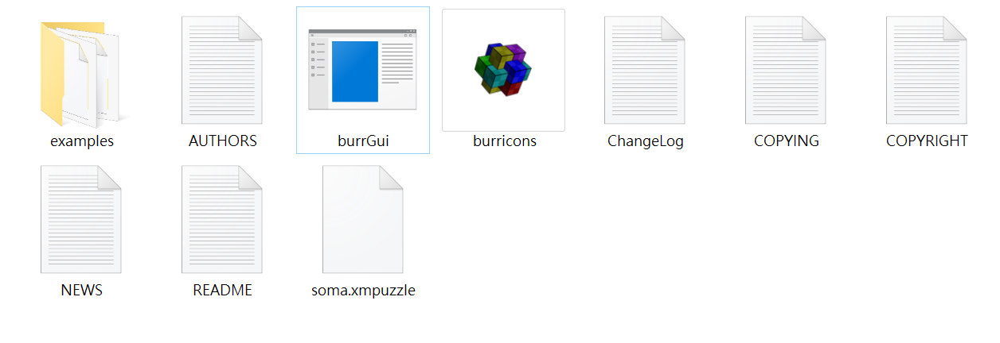 examples
AUTHORS
burrGui
burricons
ChangeLog
COPYING
COPYRIGHT
NEWS
README
soma.xmpuzzle